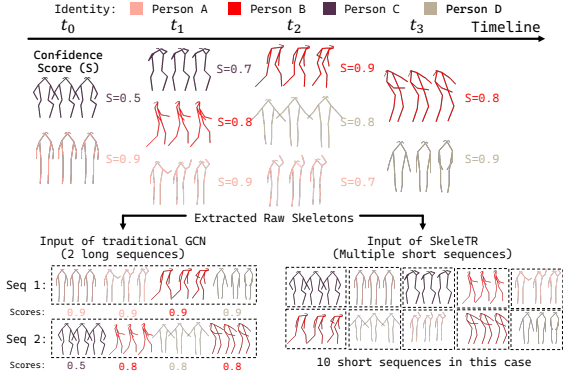 Identity: Person A Person B Person C Person D
t0 t1 t2 t3 Timeline
Confidence
Score (S)
S=0.5
S=0.9
S=0.7
S=0.8
S=0.9
S=0.9
S=0.8
S=0.7
S=0.8
S=0.9
Extracted Raw Skeletons
Input of traditional GCN
(2 long sequences)
Seq 1:
Scores: 0.9 0.9 0.9 0.9
Seq 2:
Scores: 0.5 0.8 0.8 0.8
Input of SkeleTR
(Multiple short sequences)
10 short sequences in this case